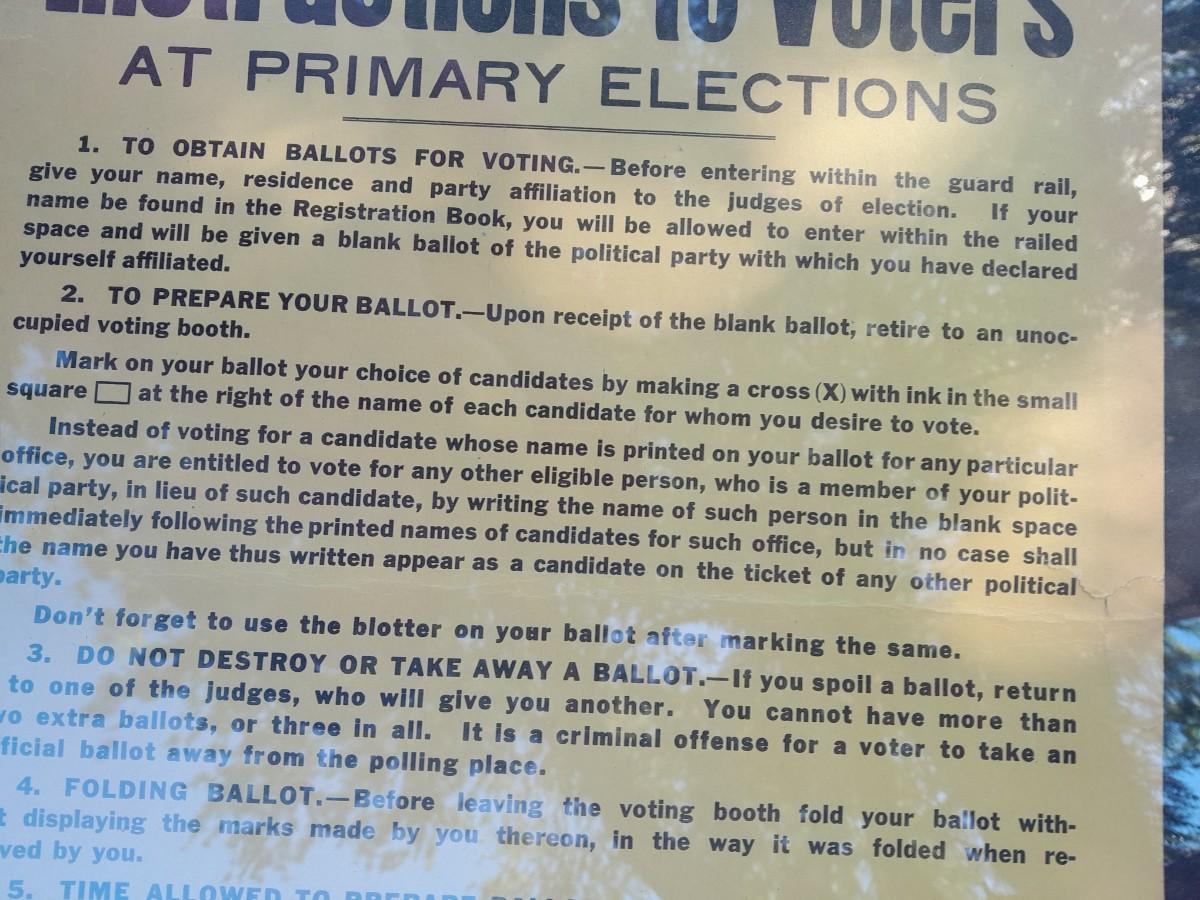 Instructions to Voters
AT PRIMARY ELECTIONS
1. TO OBTAIN BALLOTS FOR VOTING.—Before entering within the guard rail,
give your name, residence and party affiliation to the judges of election. If your
name be found in the Registration Book, you will be allowed to enter within the railed
space and will be given a blank ballot of the political party with which you have declared
yourself affiliated.
2. TO PREPARE YOUR BALLOT.—Upon receipt of the blank ballot, retire to an unoc-
cupied voting booth.
Mark on your ballot your choice of candidates by making a cross (X) with ink in the small
square at the right of the name of each candidate for whom you desire to vote.
Instead of voting for a candidate whose name is printed on your ballot for any particular
office, you are entitled to vote for any other eligible person, who is a member of your polit-
ical party, in lieu of such candidate, by writing the name of such person in the blank space
immediately following the printed names of candidates for such office, but in no case shall
the name you have thus written appear as a candidate on the ticket of any other political
party.
Don't forget to use the blotter on your ballot after marking the same.
3. DO NOT DESTROY OR TAKE AWAY A BALLOT.—If you spoil a ballot, return
to one of the judges, who will give you another. You cannot have more than
wo extra ballots, or three in all. It is a criminal offense for a voter to take an
ficial ballot away from the polling place.
4. FOLDING BALLOT.—Before leaving the voting booth fold your ballot with-
t displaying the marks made by you thereon, in the way it was folded when re-
ved by you.
5. TIME ALLOWED TO PREPARE